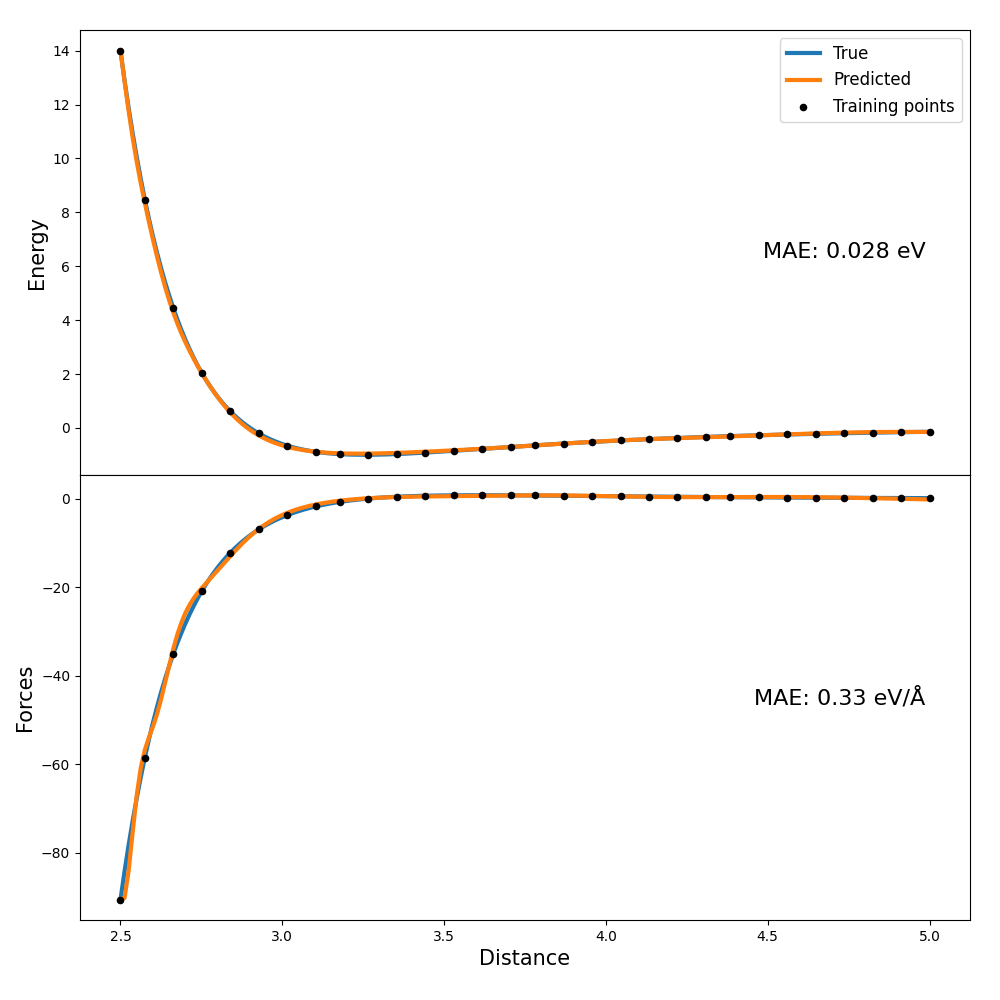 14
12
10
8
6
4
2
0
Energy
True
Predicted
Training points
MAE: 0.028 eV
0
−20
−40
−60
−80
Forces
MAE: 0.33 eV/Å
2.5 3.0 3.5 4.0 4.5 5.0
Distance